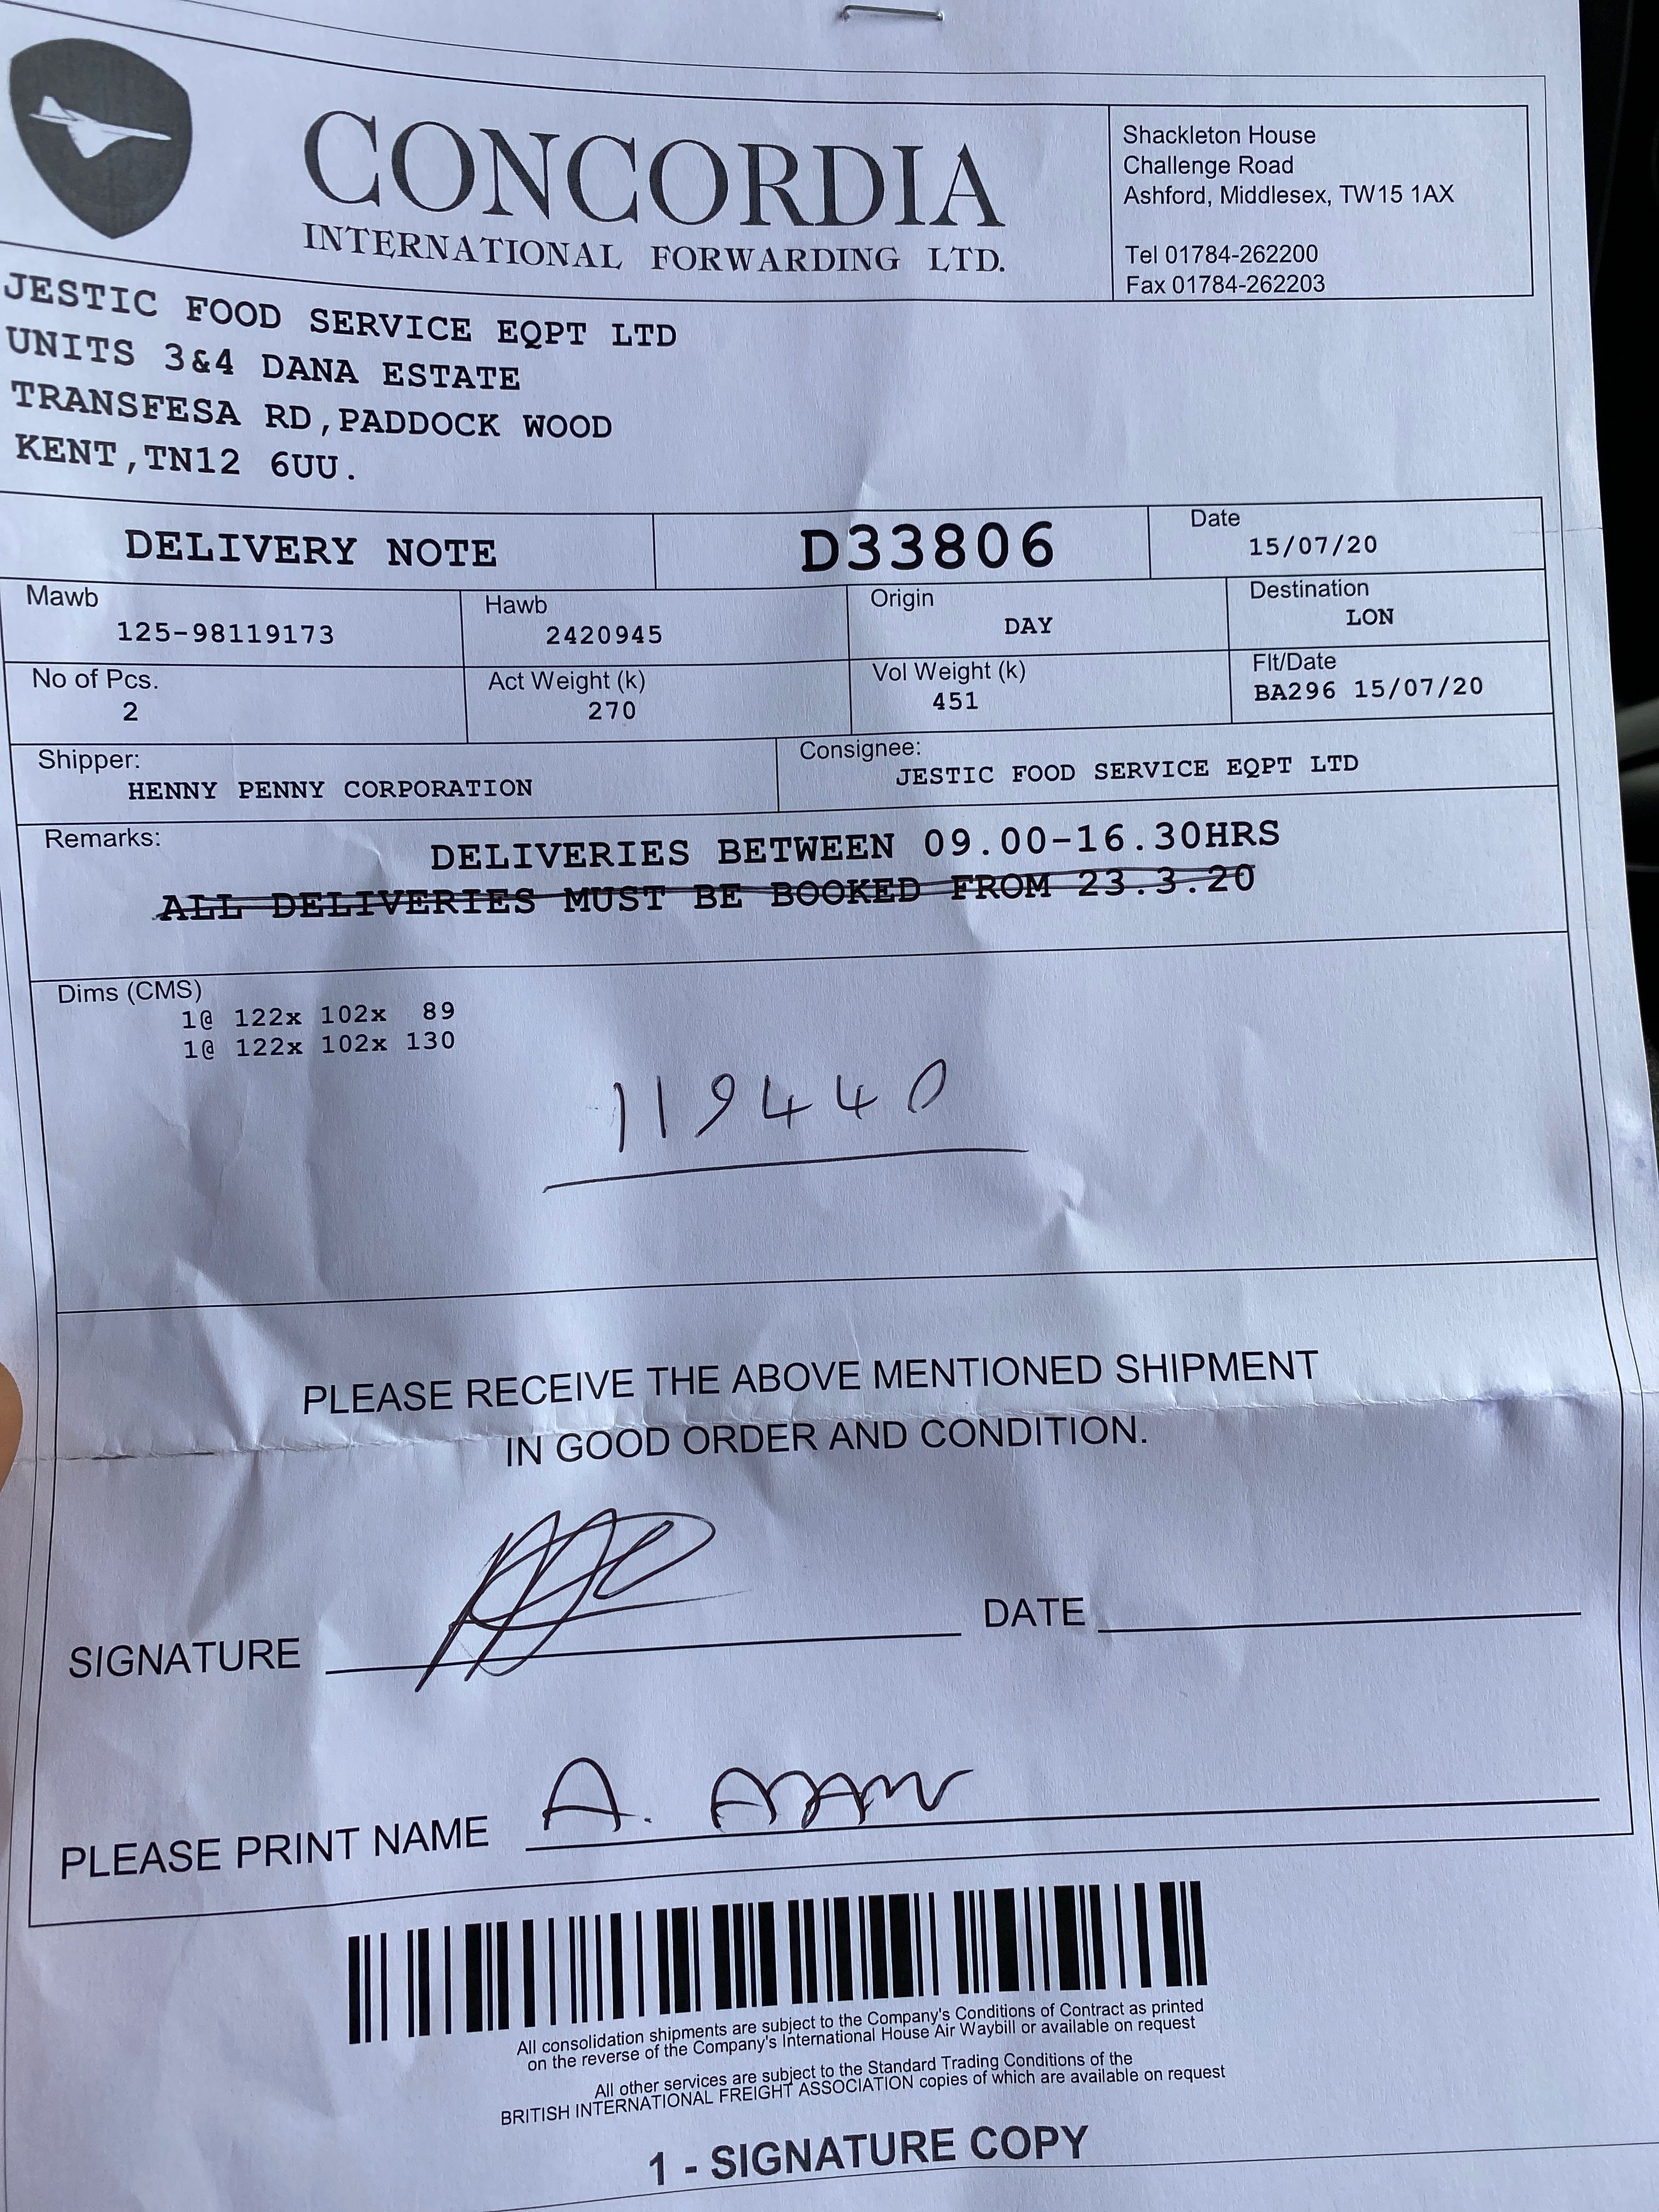 CONCORDIA
INTERNATIONAL FORWARDING LTD.
Shackleton House
Challenge Road
Ashford, Middlesex, TW15 1AX
Tel 01784-262200
Fax 01784-262203
JESTIC FOOD SERVICE EQPT LTD
UNITS 3&4 DANA ESTATE
TRANSFESA RD,PADDOCK WOOD
KENT,TN12 6UU.
DELIVERY NOTE D33806 Date 15/07/20
Mawb Hawb Origin Destination
125-98119173 2420945 DAY LON
No of Pcs. Act Weight (k) Vol Weight (k) Flt/Date
2 270 451 BA296 15/07/20
Shipper: Consignee:
HENNY PENNY CORPORATION JESTIC FOOD SERVICE EQPT LTD
Remarks:
DELIVERIES BETWEEN 09.00-16.30HRS
ALL DELIVERIES MUST BE BOOKED FROM 23.3.20
Dims (CMS)
1@ 122x 102x 89
1@ 122x 102x 130
119440
PLEASE RECEIVE THE ABOVE MENTIONED SHIPMENT
IN GOOD ORDER AND CONDITION.
SIGNATURE DATE
PLEASE PRINT NAME A.
All consolidation shipments are subject to the Company's Conditions of Contract as printed
on the reverse of the Company's International House Air Waybill or available on request
All other services are subject to the Standard Trading Conditions of the
BRITISH INTERNATIONAL FREIGHT ASSOCIATION copies of which are available on request
1 - SIGNATURE COPY